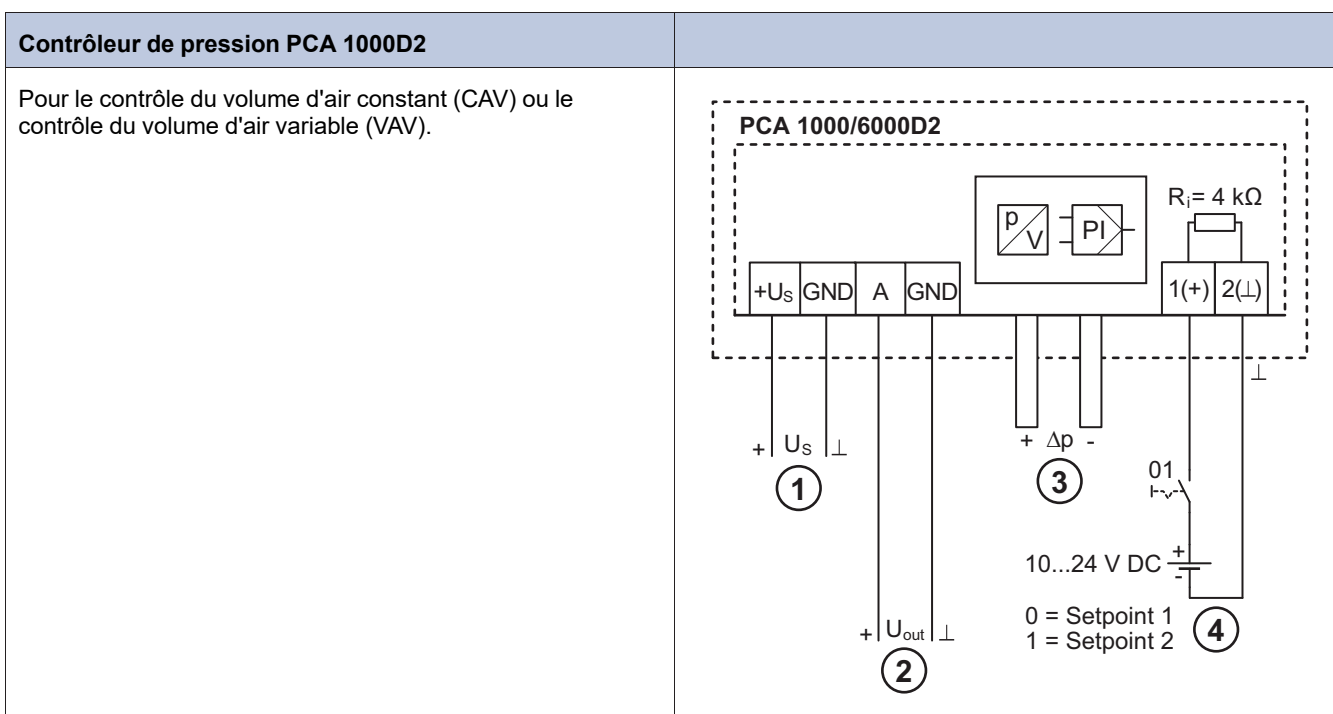 Contrôleur de pression PCA 1000D2
Pour le contrôle du volume d'air constant (CAV) ou le
contrôle du volume d'air variable (VAV).
PCA 1000/6000D2
Rᵢ= 4 kΩ
p
V
PI
+Uₛ GND A GND
1(+) 2(⊥)
⊥
+ Uₛ ⊥
1
+ Δp -
3
01
10...24 V DC
+
-
0 = Setpoint 1
1 = Setpoint 2
4
+ Uout ⊥
2